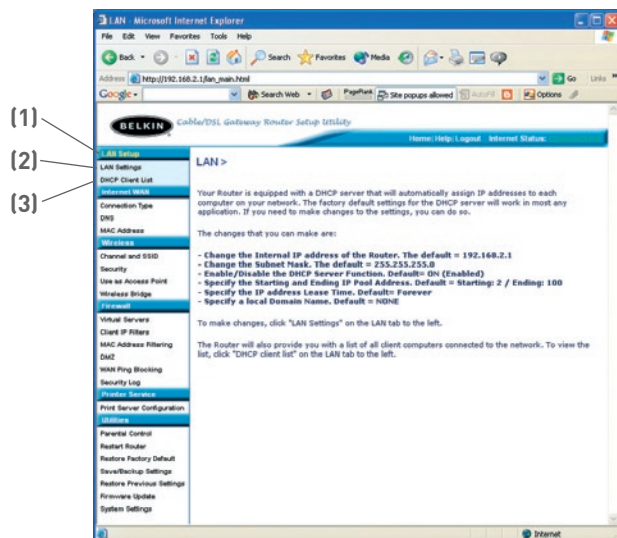 LAN - Microsoft Internet Explorer
File Edit View Favorites Tools Help
Back Search Favorites Media
Address http://192.168.2.1/lan_main.html Go Links »
Google Search Web PageRank Site popups allowed AutoFill Options
BELKIN Cable/DSL Gateway Router Setup Utility
Home|Help|Logout Internet Status:
(1)
(2)
(3)
LAN Setup
LAN Settings
DHCP Client List
Internet WAN
Connection Type
DNS
MAC Address
Wireless
Channel and SSID
Security
Use as Access Point
Wireless Bridge
Firewall
Virtual Servers
Client IP Filters
MAC Address Filtering
DMZ
WAN Ping Blocking
Security Log
Printer Service
Print Server Configuration
Utilities
Parental Control
Restart Router
Restore Factory Default
Save/Backup Settings
Restore Previous Settings
Firmware Update
System Settings
LAN >
Your Router is equipped with a DHCP server that will automatically assign IP addresses to each
computer on your network. The factory default settings for the DHCP server will work in most any
application. If you need to make changes to the settings, you can do so.
The changes that you can make are:
- Change the Internal IP address of the Router. The default = 192.168.2.1
- Change the Subnet Mask. The default = 255.255.255.0
- Enable/Disable the DHCP Server Function. Default= ON (Enabled)
- Specify the Starting and Ending IP Pool Address. Default = Starting: 2 / Ending: 100
- Specify the IP address Lease Time. Default= Forever
- Specify a local Domain Name. Default = NONE
To make changes, click "LAN Settings" on the LAN tab to the left.
The Router will also provide you with a list of all client computers connected to the network. To view the
list, click "DHCP client list" on the LAN tab to the left.
Internet